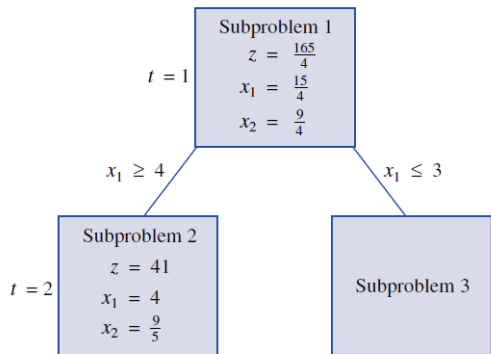 Subproblem 1
z = 165/4
t = 1
x₁ = 15/4
x₂ = 9/4
x₁ ≥ 4
x₁ ≤ 3
Subproblem 2
z = 41
t = 2
x₁ = 4
x₂ = 9/5
Subproblem 3